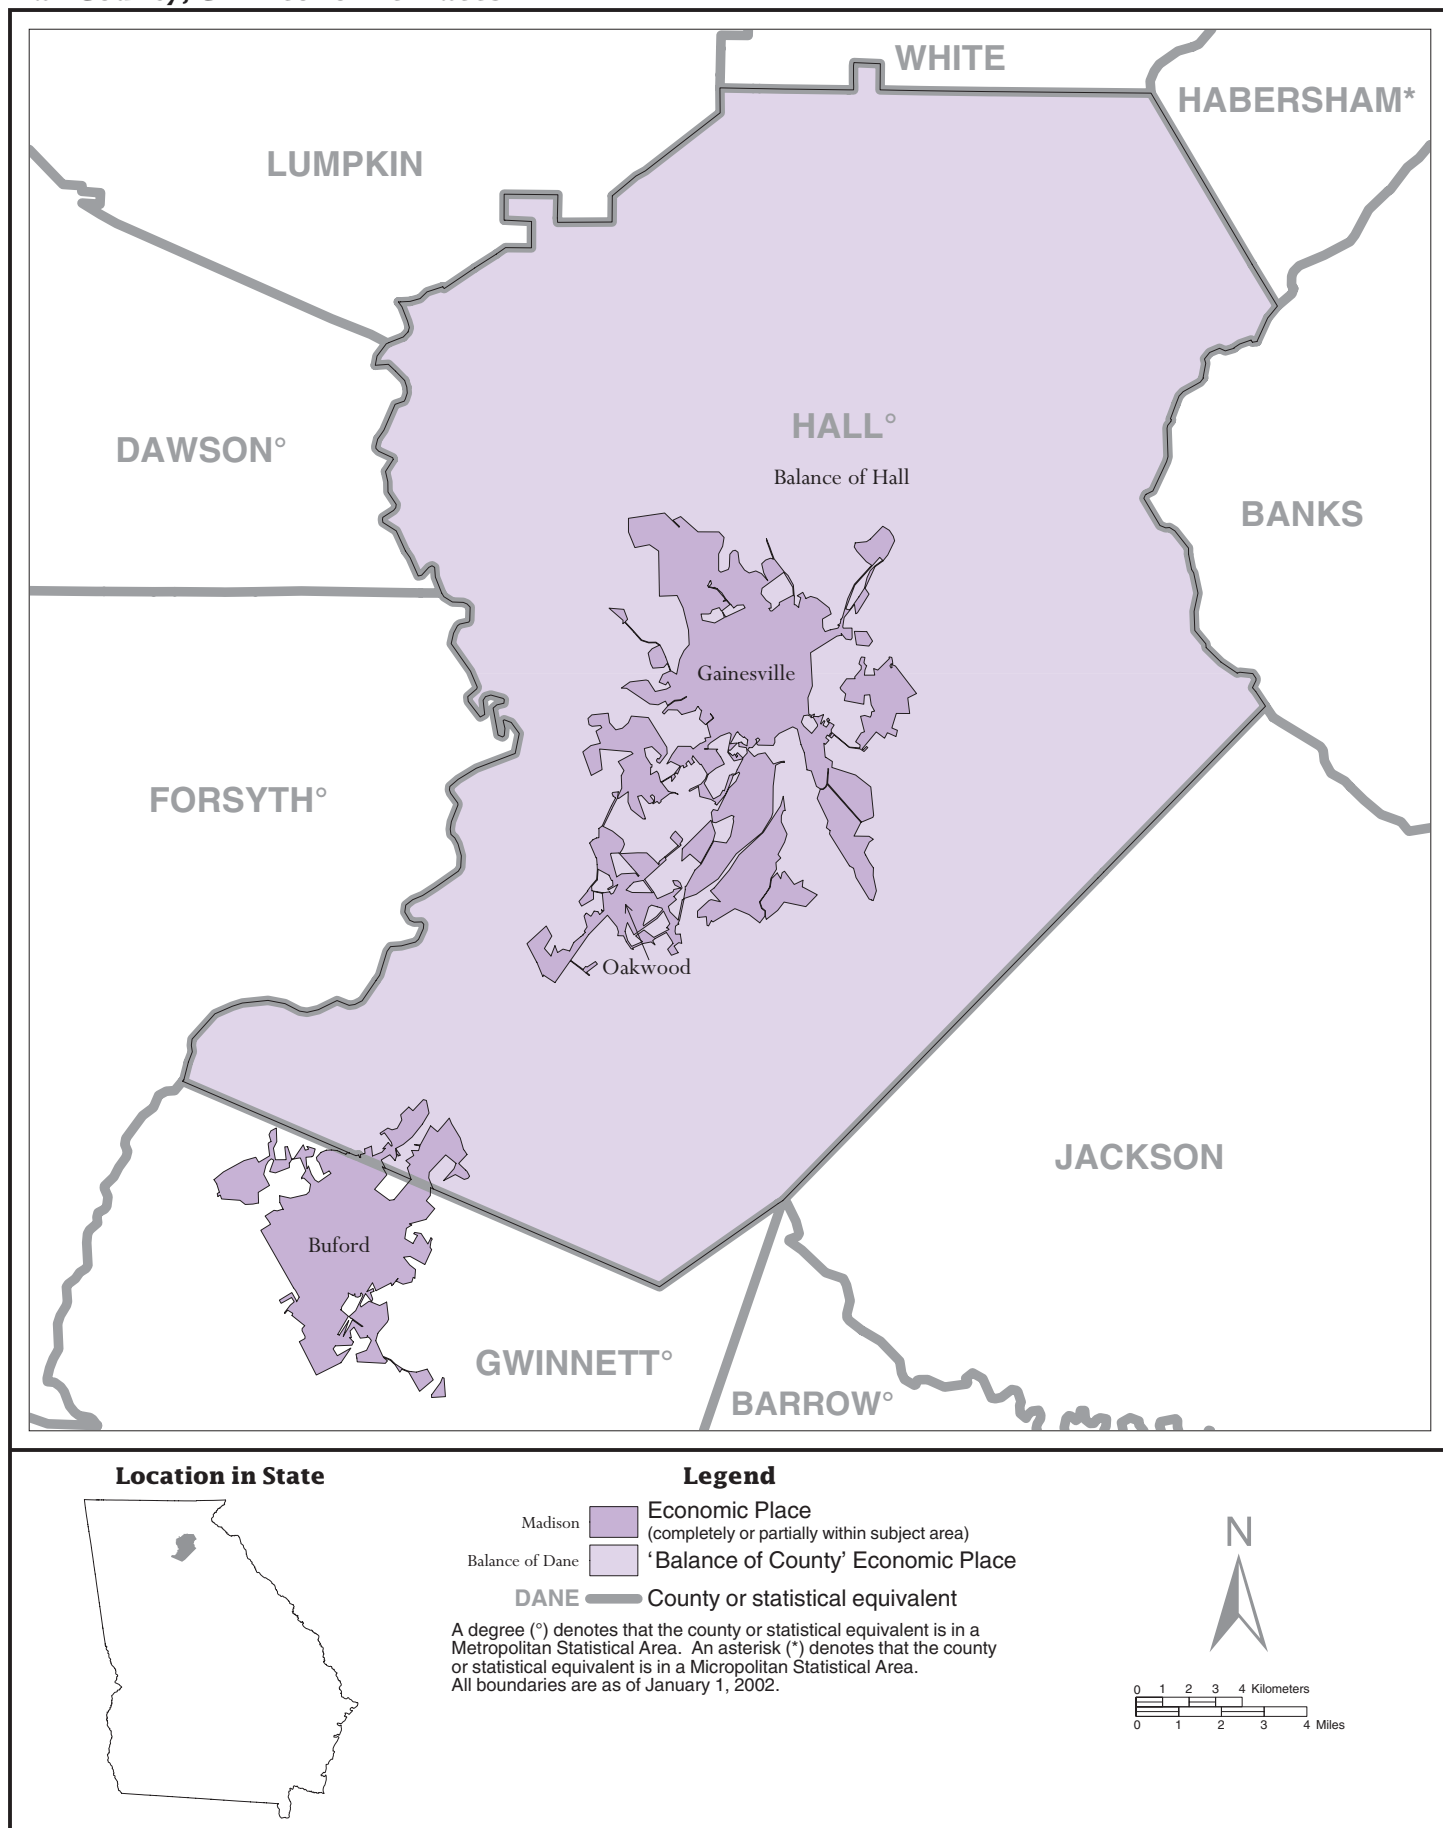 WHITE
HABERSHAM*
LUMPKIN
HALL°
DAWSON°
Balance of Hall
BANKS
Gainesville
FORSYTH°
Oakwood
JACKSON
Buford
GWINNETT°
BARROW°
Location in State
Legend
Madison
Economic Place
(completely or partially within subject area)
Balance of Dane
‘Balance of County’ Economic Place
DANE
County or statistical equivalent
A degree (°) denotes that the county or statistical equivalent is in a
Metropolitan Statistical Area. An asterisk (*) denotes that the county
or statistical equivalent is in a Micropolitan Statistical Area.
All boundaries are as of January 1, 2002.
N
0 1 2 3 4 Kilometers
0 1 2 3 4 Miles